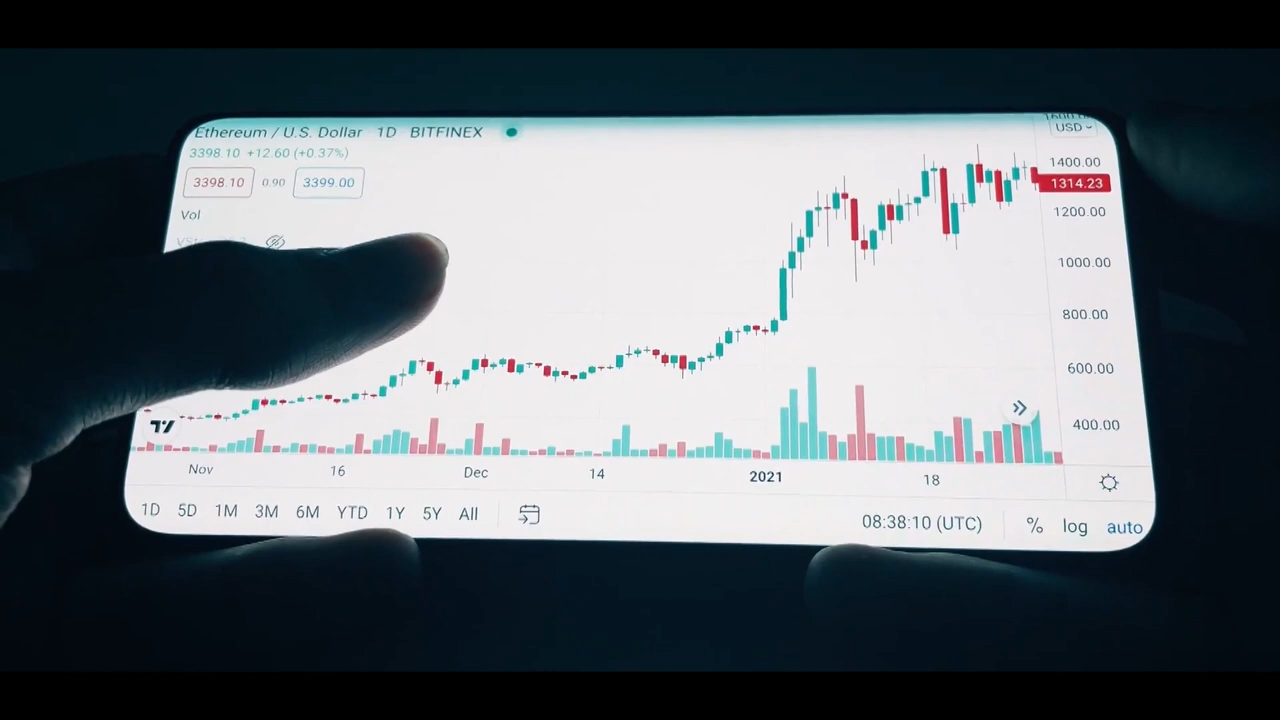 Ethereum / U.S. Dollar 1D BITFINEX
3398.10 +12.60 (+0.37%)
3398.10 0.90 3399.00
Vol
USD
1400.00
1314.23
1200.00
1000.00
800.00
600.00
400.00
Nov 16 Dec 14 2021 18
1D 5D 1M 3M 6M YTD 1Y 5Y All
08:38:10 (UTC) % log auto